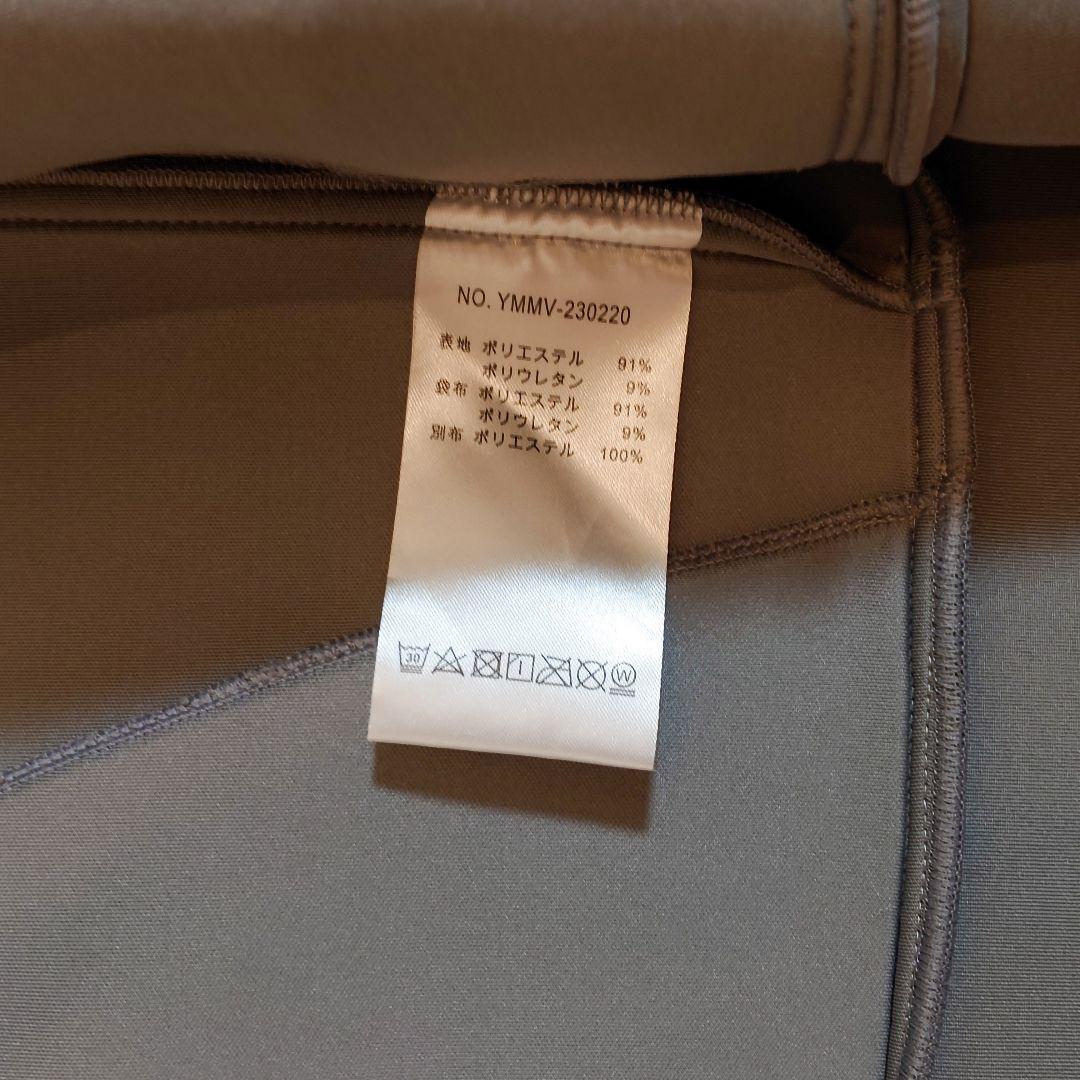 NO. YMMV-230220
表地 ポリエステル 91%
ポリウレタン 9%
袋布 ポリエステル 91%
ポリウレタン 9%
別布 ポリエステル 100%
30 W